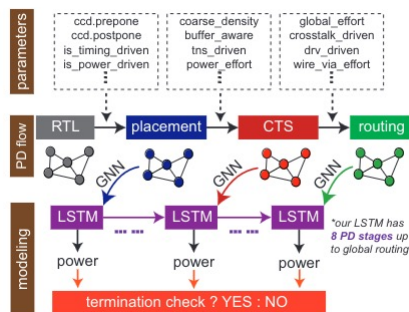 parameters
ccd.prepone
ccd.postpone
is_timing_driven
is_power_driven
coarse_density
buffer_aware
tns_driven
power_effort
global_effort
crosstalk_driven
drv_driven
wire_via_effort
PD flow
RTL
placement
CTS
routing
GNN
GNN
GNN
modeling
LSTM
LSTM
LSTM
*our LSTM has
8 PD stages up
to global routing
power
power
power
termination check ? YES : NO